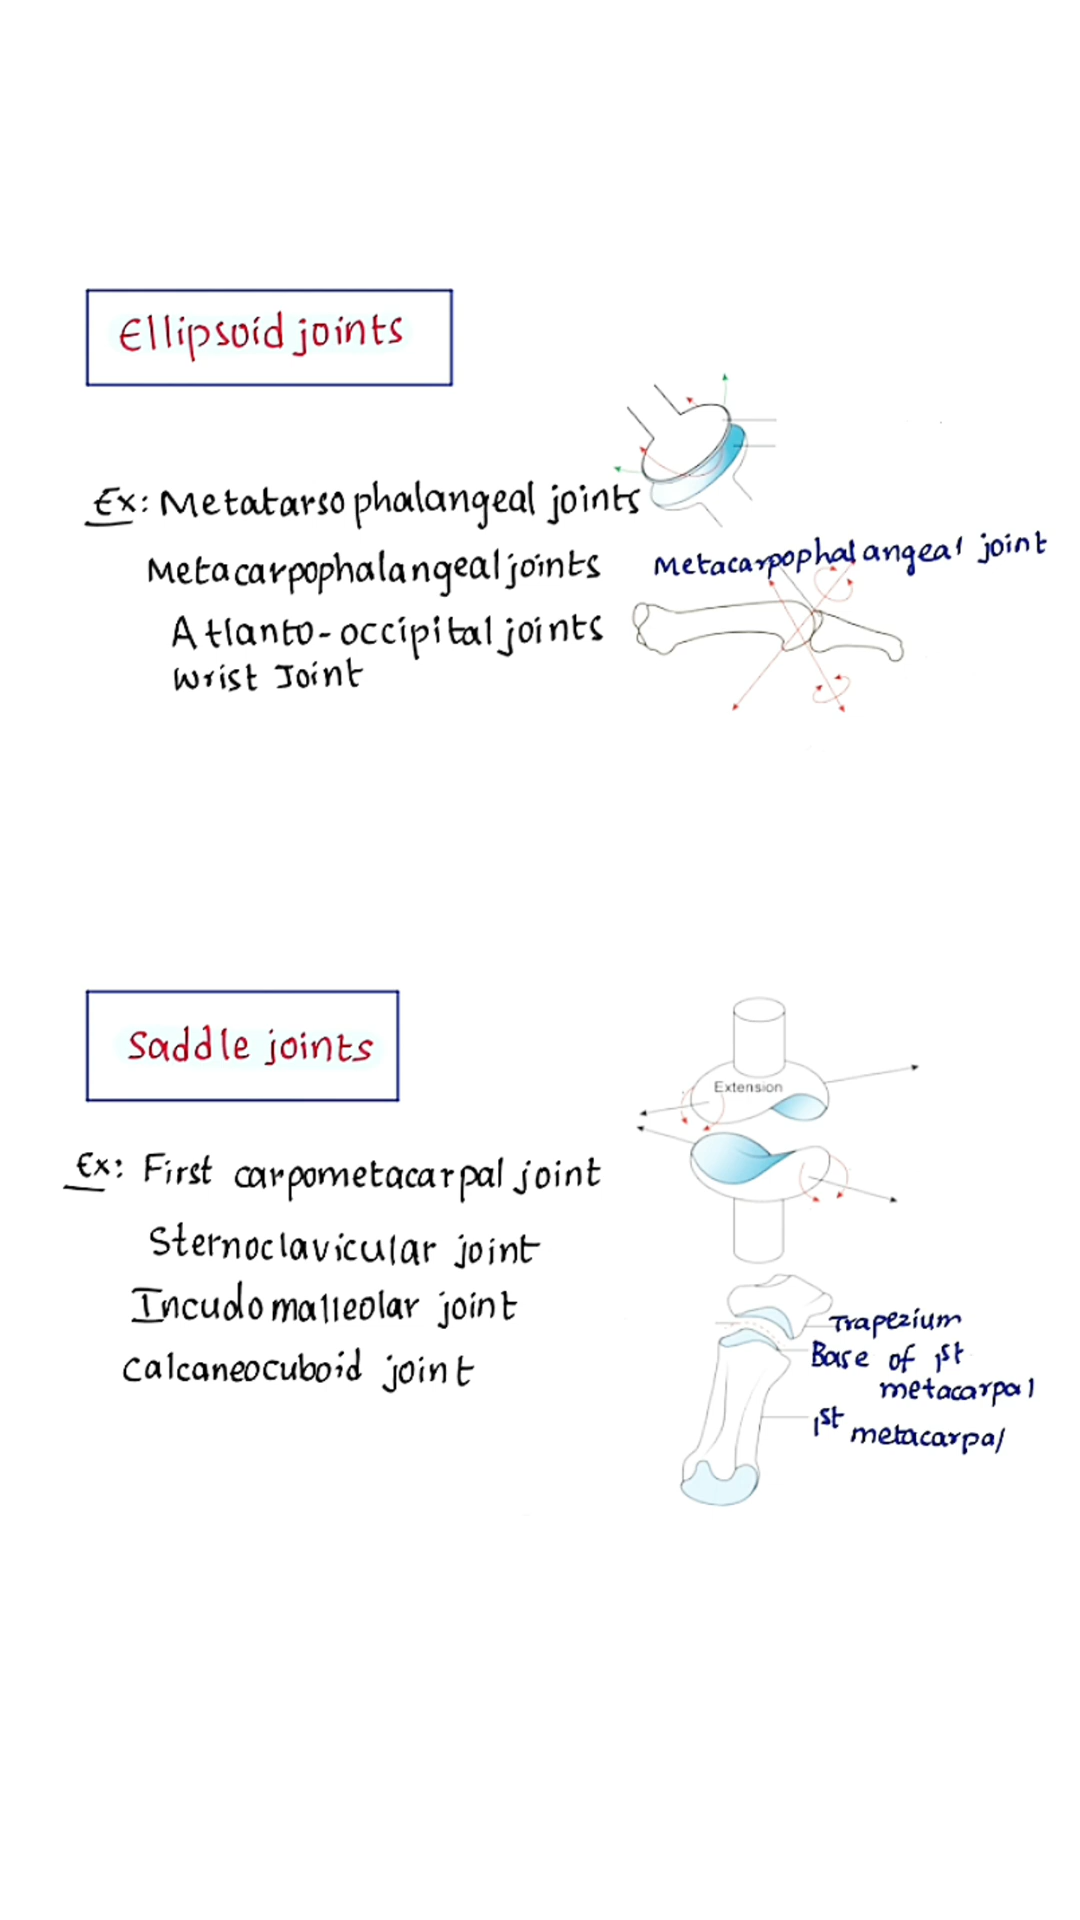 Ellipsoid joints
Ex: Metatarsophalangeal joints
Metacarpophalangeal joints
Metacarpophalangeal joint
Atlanto-occipital joints
Wrist Joint
Saddle joints
Extension
Ex: First carpometacarpal joint
Sternoclavicular joint
Incudomalleolar joint
Calcaneocuboid joint
Trapezium
Base of 1st
metacarpal
1st metacarpal